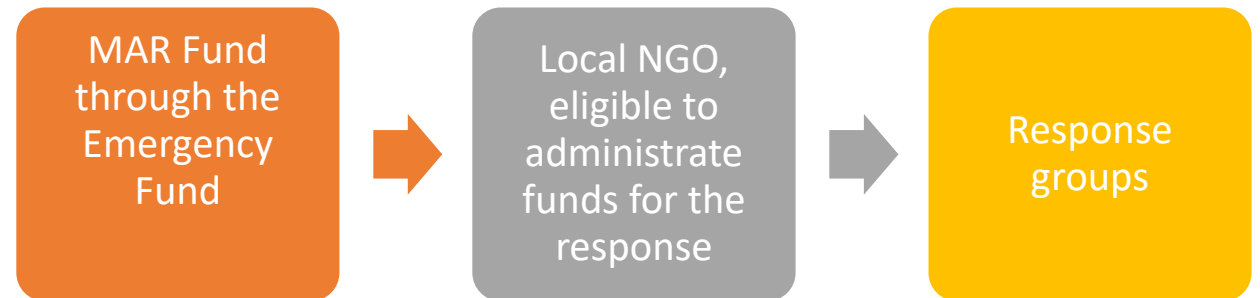 MAR Fund
through the
Emergency
Fund
Local NGO,
eligible to
administrate
funds for the
response
Response
groups